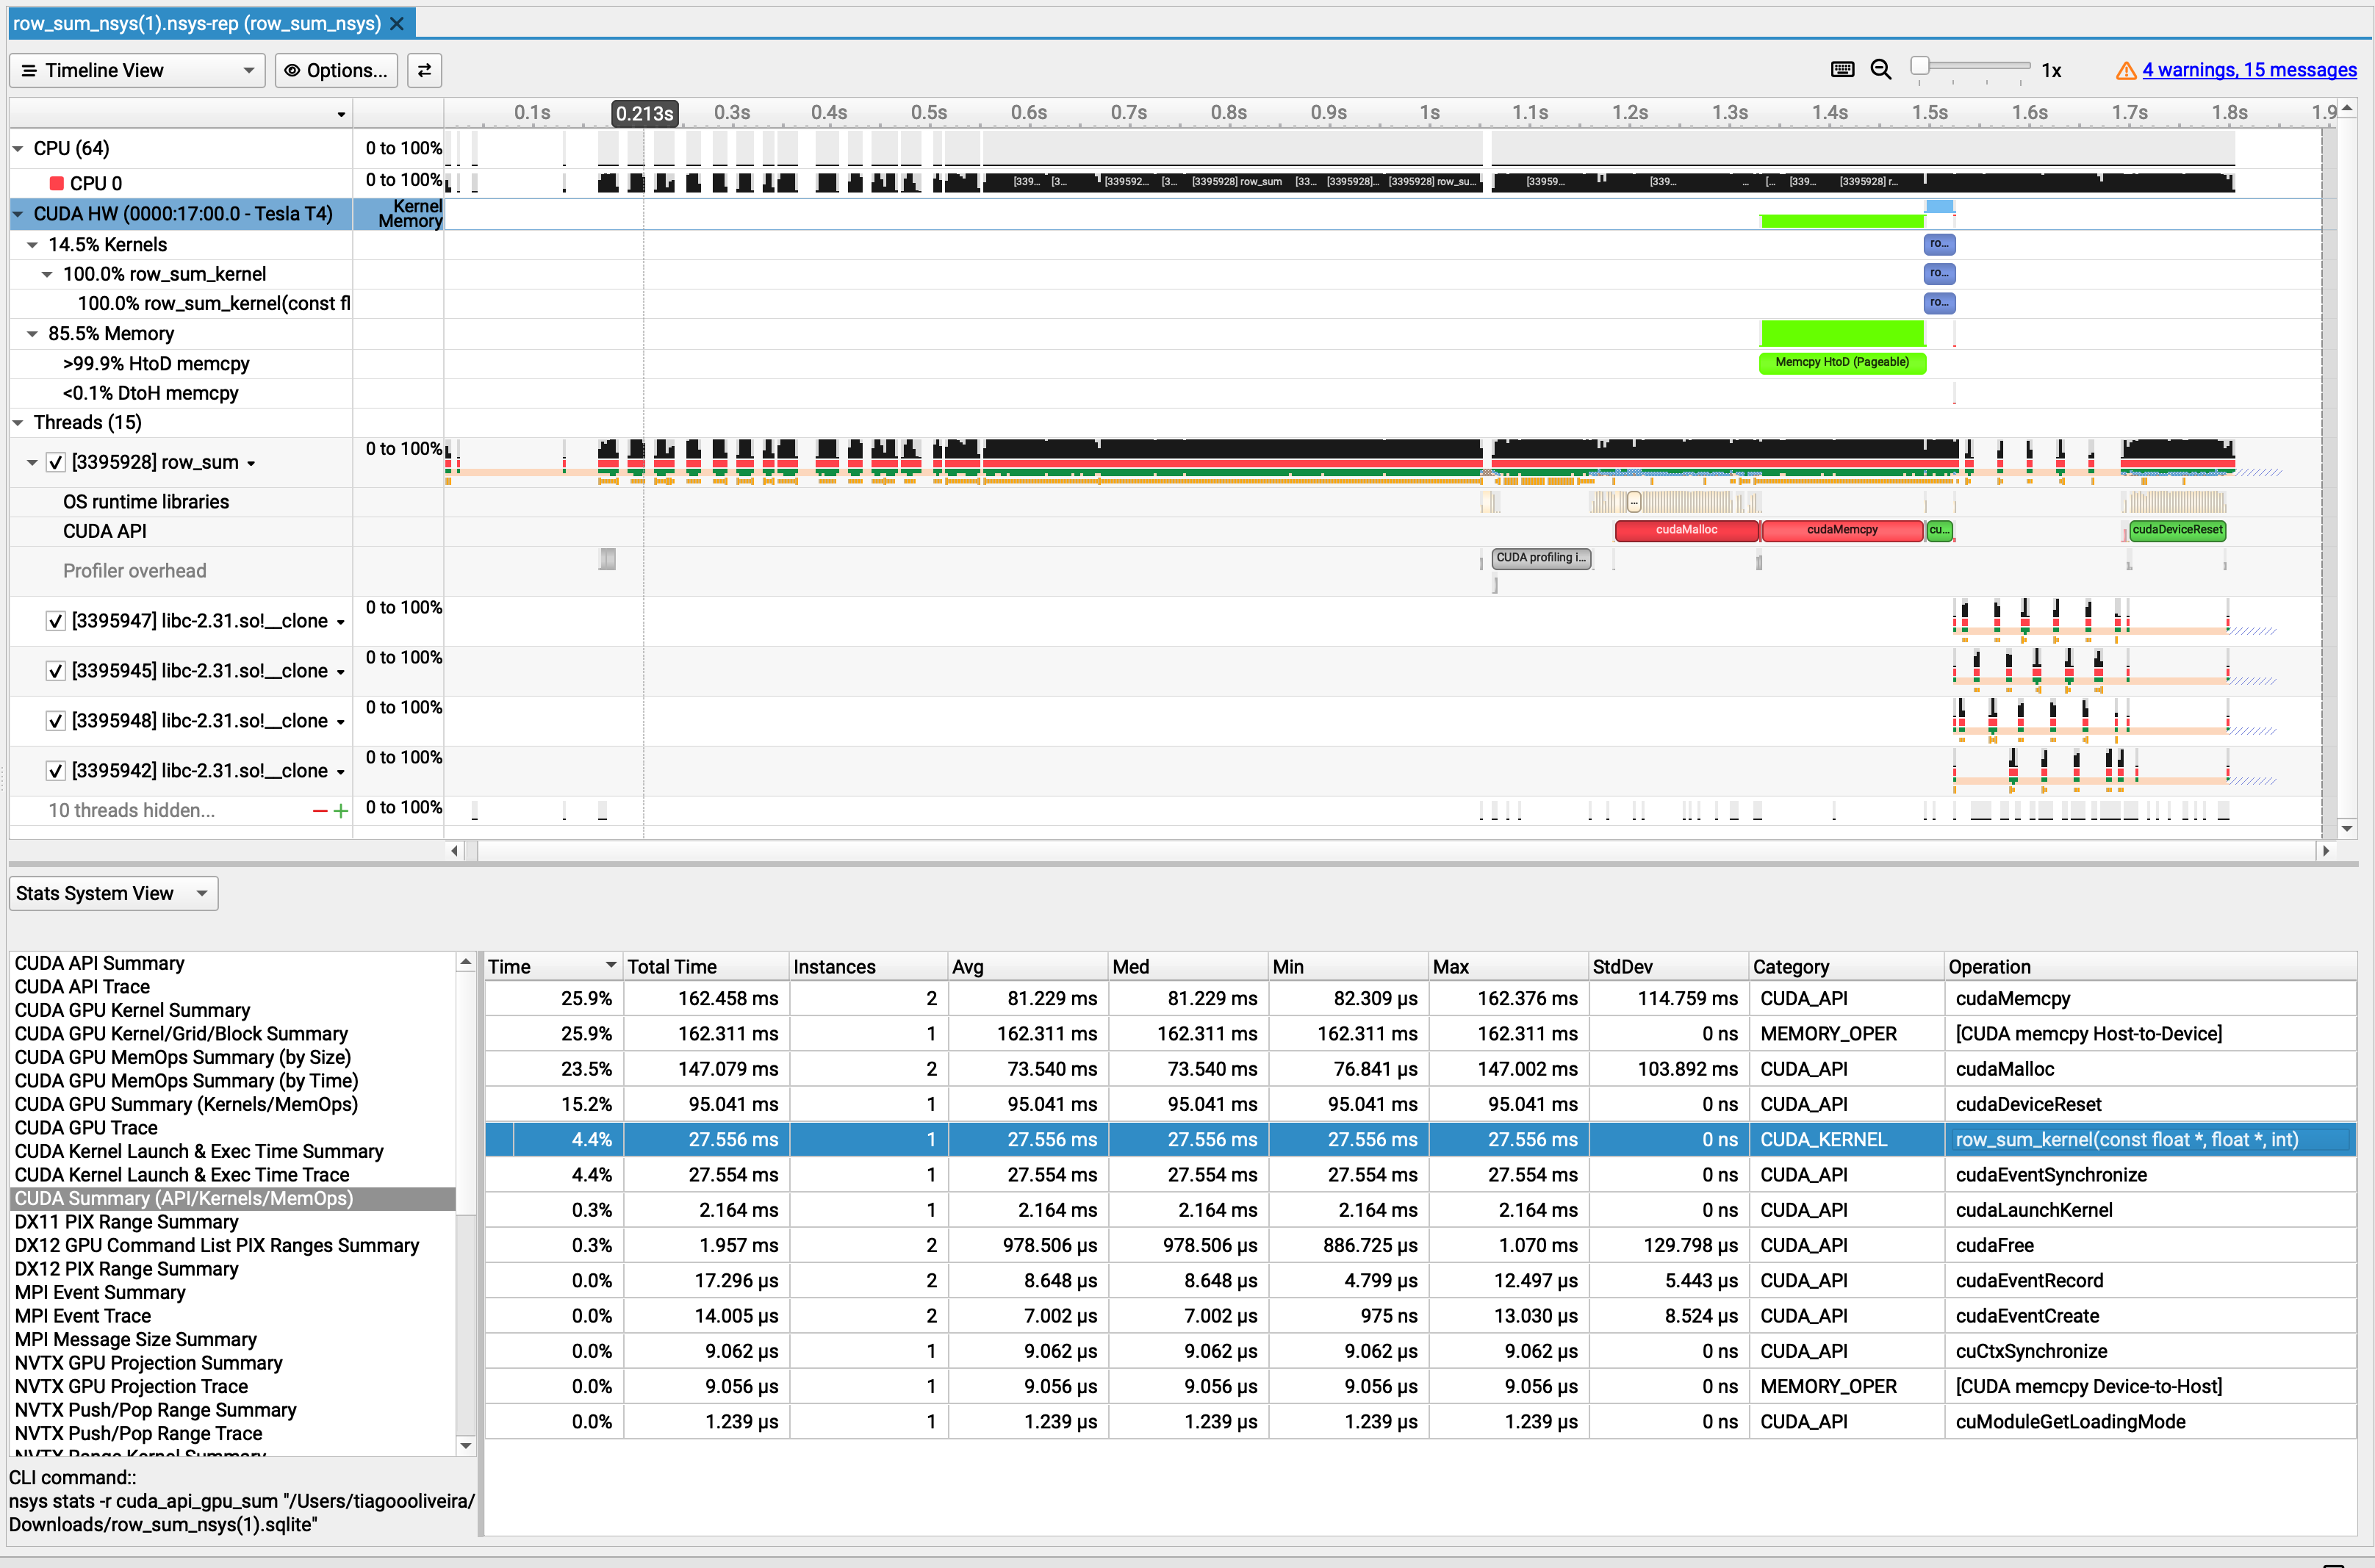 row_sum_nsys(1).nsys-rep (row_sum_nsys)
Timeline View Options... 1x 4 warnings, 15 messages
0.1s 0.213s 0.3s 0.4s 0.5s 0.6s 0.7s 0.8s 0.9s 1s 1.1s 1.2s 1.3s 1.4s 1.5s 1.6s 1.7s 1.8s 1.9
CPU (64) 0 to 100%
CPU 0 0 to 100% [339... [3... [339592... [3... [3395928] row_sum [33... [3395928]... [3395928] row_su... [33959... [339... ... [... [339... [3395928] r...
CUDA HW (0000:17:00.0 - Tesla T4) Kernel
Memory
14.5% Kernels ro...
100.0% row_sum_kernel ro...
100.0% row_sum_kernel(const fl ro...
85.5% Memory
>99.9% HtoD memcpy Memcpy HtoD (Pageable)
<0.1% DtoH memcpy
Threads (15)
[3395928] row_sum 0 to 100%
OS runtime libraries ...
CUDA API cudaMalloc cudaMemcpy cu... cudaDeviceReset
Profiler overhead CUDA profiling i...
[3395947] libc-2.31.so!__clone 0 to 100%
[3395945] libc-2.31.so!__clone 0 to 100%
[3395948] libc-2.31.so!__clone 0 to 100%
[3395942] libc-2.31.so!__clone 0 to 100%
10 threads hidden... 0 to 100%
Stats System View
CUDA API Summary
CUDA API Trace
CUDA GPU Kernel Summary
CUDA GPU Kernel/Grid/Block Summary
CUDA GPU MemOps Summary (by Size)
CUDA GPU MemOps Summary (by Time)
CUDA GPU Summary (Kernels/MemOps)
CUDA GPU Trace
CUDA Kernel Launch & Exec Time Summary
CUDA Kernel Launch & Exec Time Trace
CUDA Summary (API/Kernels/MemOps)
DX11 PIX Range Summary
DX12 GPU Command List PIX Ranges Summary
DX12 PIX Range Summary
MPI Event Summary
MPI Event Trace
MPI Message Size Summary
NVTX GPU Projection Summary
NVTX GPU Projection Trace
NVTX Push/Pop Range Summary
NVTX Push/Pop Range Trace
NVTX Range Kernel Summary
CLI command::
nsys stats -r cuda_api_gpu_sum "/Users/tiagoooliveira/
Downloads/row_sum_nsys(1).sqlite"
Time Total Time Instances Avg Med Min Max StdDev Category Operation
25.9% 162.458 ms 2 81.229 ms 81.229 ms 82.309 µs 162.376 ms 114.759 ms CUDA_API cudaMemcpy
25.9% 162.311 ms 1 162.311 ms 162.311 ms 162.311 ms 162.311 ms 0 ns MEMORY_OPER [CUDA memcpy Host-to-Device]
23.5% 147.079 ms 2 73.540 ms 73.540 ms 76.841 µs 147.002 ms 103.892 ms CUDA_API cudaMalloc
15.2% 95.041 ms 1 95.041 ms 95.041 ms 95.041 ms 95.041 ms 0 ns CUDA_API cudaDeviceReset
4.4% 27.556 ms 1 27.556 ms 27.556 ms 27.556 ms 27.556 ms 0 ns CUDA_KERNEL row_sum_kernel(const float *, float *, int)
4.4% 27.554 ms 1 27.554 ms 27.554 ms 27.554 ms 27.554 ms 0 ns CUDA_API cudaEventSynchronize
0.3% 2.164 ms 1 2.164 ms 2.164 ms 2.164 ms 2.164 ms 0 ns CUDA_API cudaLaunchKernel
0.3% 1.957 ms 2 978.506 µs 978.506 µs 886.725 µs 1.070 ms 129.798 µs CUDA_API cudaFree
0.0% 17.296 µs 2 8.648 µs 8.648 µs 4.799 µs 12.497 µs 5.443 µs CUDA_API cudaEventRecord
0.0% 14.005 µs 2 7.002 µs 7.002 µs 975 ns 13.030 µs 8.524 µs CUDA_API cudaEventCreate
0.0% 9.062 µs 1 9.062 µs 9.062 µs 9.062 µs 9.062 µs 0 ns CUDA_API cuCtxSynchronize
0.0% 9.056 µs 1 9.056 µs 9.056 µs 9.056 µs 9.056 µs 0 ns MEMORY_OPER [CUDA memcpy Device-to-Host]
0.0% 1.239 µs 1 1.239 µs 1.239 µs 1.239 µs 1.239 µs 0 ns CUDA_API cuModuleGetLoadingMode